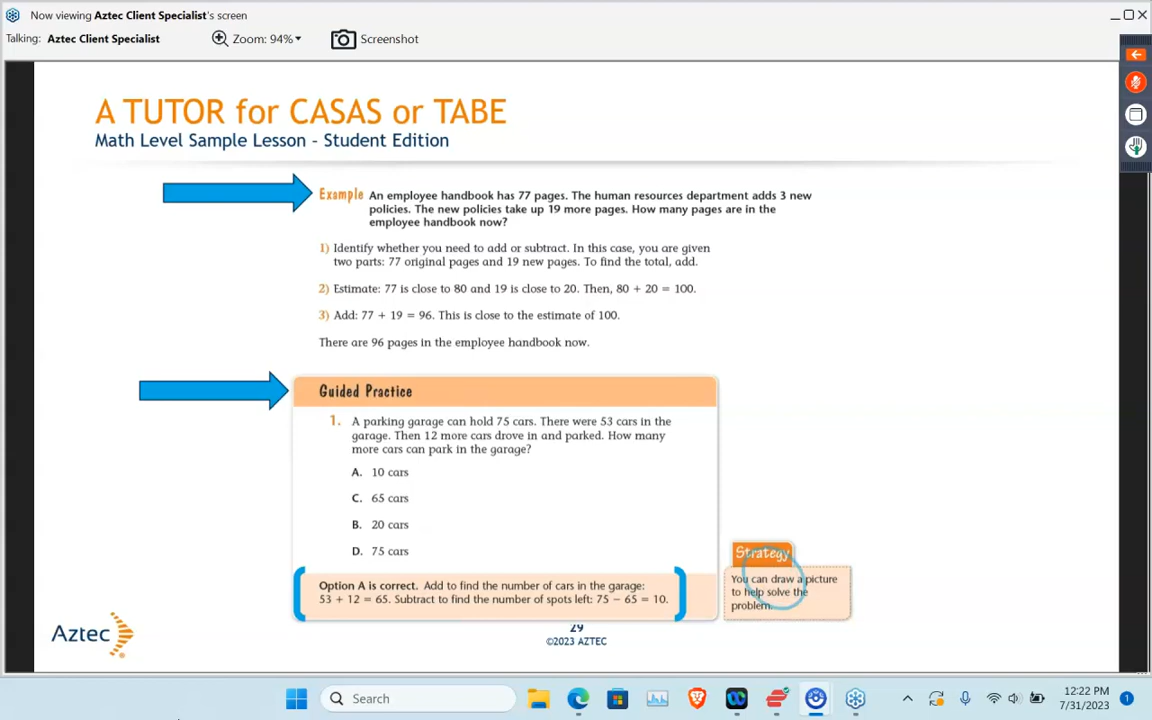 Now viewing Aztec Client Specialist's screen
Talking: Aztec Client Specialist
Zoom: 94%
Screenshot
A TUTOR for CASAS or TABE
Math Level Sample Lesson - Student Edition
Example An employee handbook has 77 pages. The human resources department adds 3 new
policies. The new policies take up 19 more pages. How many pages are in the
employee handbook now?
1) Identify whether you need to add or subtract. In this case, you are given
two parts: 77 original pages and 19 new pages. To find the total, add.
2) Estimate: 77 is close to 80 and 19 is close to 20. Then, 80 + 20 = 100.
3) Add: 77 + 19 = 96. This is close to the estimate of 100.
There are 96 pages in the employee handbook now.
Guided Practice
1. A parking garage can hold 75 cars. There were 53 cars in the
garage. Then 12 more cars drove in and parked. How many
more cars can park in the garage?
A. 10 cars
C. 65 cars
B. 20 cars
D. 75 cars
Option A is correct. Add to find the number of cars in the garage:
53 + 12 = 65. Subtract to find the number of spots left: 75 − 65 = 10.
Strategy
You can draw a picture
to help solve the
problem.
Aztec
29
©2023 AZTEC
Search
12:22 PM
7/31/2023
1